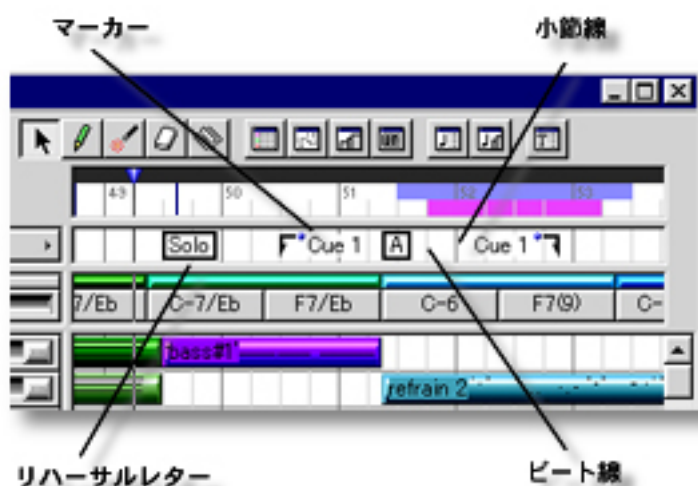 マーカー 小節線
49 50 51 52 53
Solo Cue 1 A Cue 1
7/Eb C-7/Eb F7/Eb C-6 F7(9) C-
bass#1
refrain 2
リハーサルレター ビート線